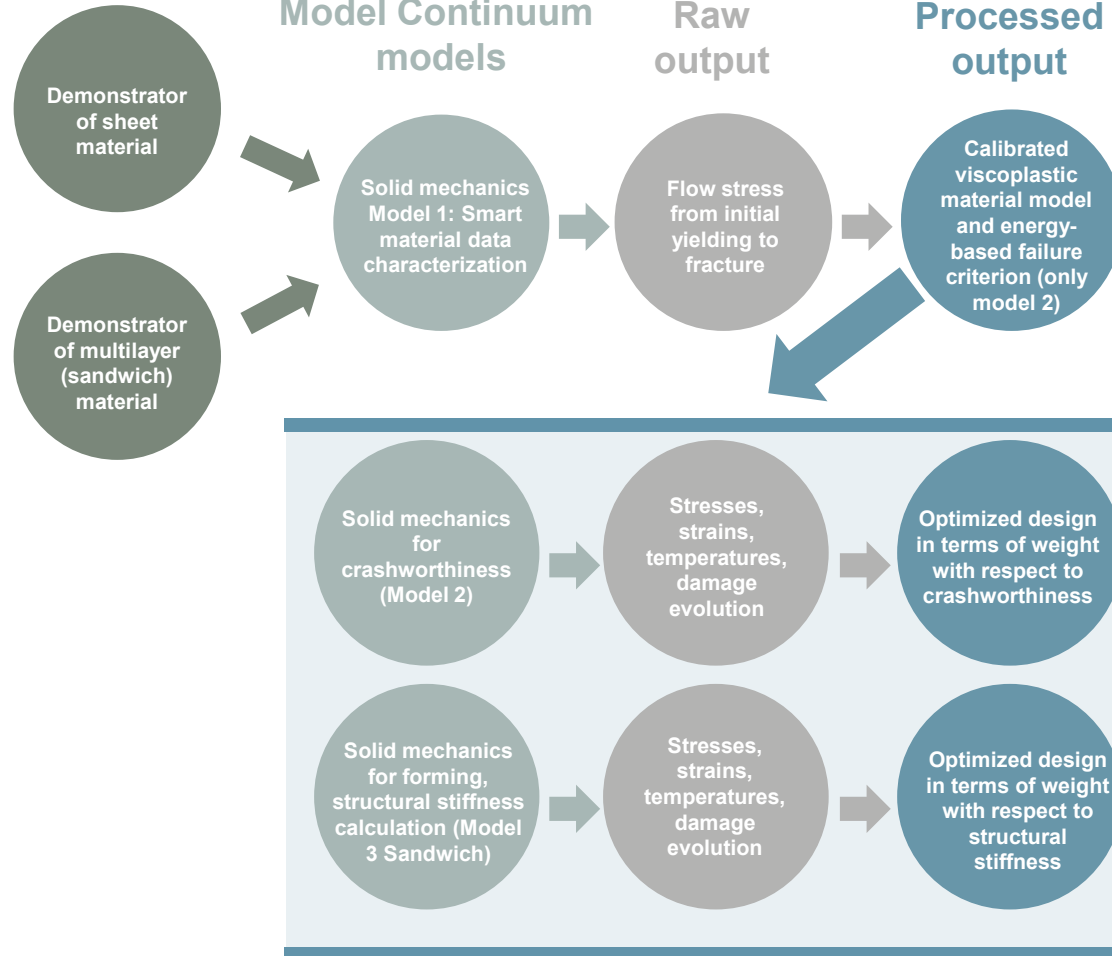 Model Continuum
models
Raw
output
Processed
output
Demonstrator
of sheet
material
Solid mechanics
Model 1: Smart
material data
characterization
Flow stress
from initial
yielding to
fracture
Calibrated
viscoplastic
material model
and energy-
based failure
criterion (only
model 2)
Demonstrator
of multilayer
(sandwich)
material
Solid mechanics
for
crashworthiness
(Model 2)
Stresses,
strains,
temperatures,
damage
evolution
Optimized design
in terms of weight
with respect to
crashworthiness
Solid mechanics
for forming,
structural stiffness
calculation (Model
3 Sandwich)
Stresses,
strains,
temperatures,
damage
evolution
Optimized design
in terms of weight
with respect to
structural
stiffness